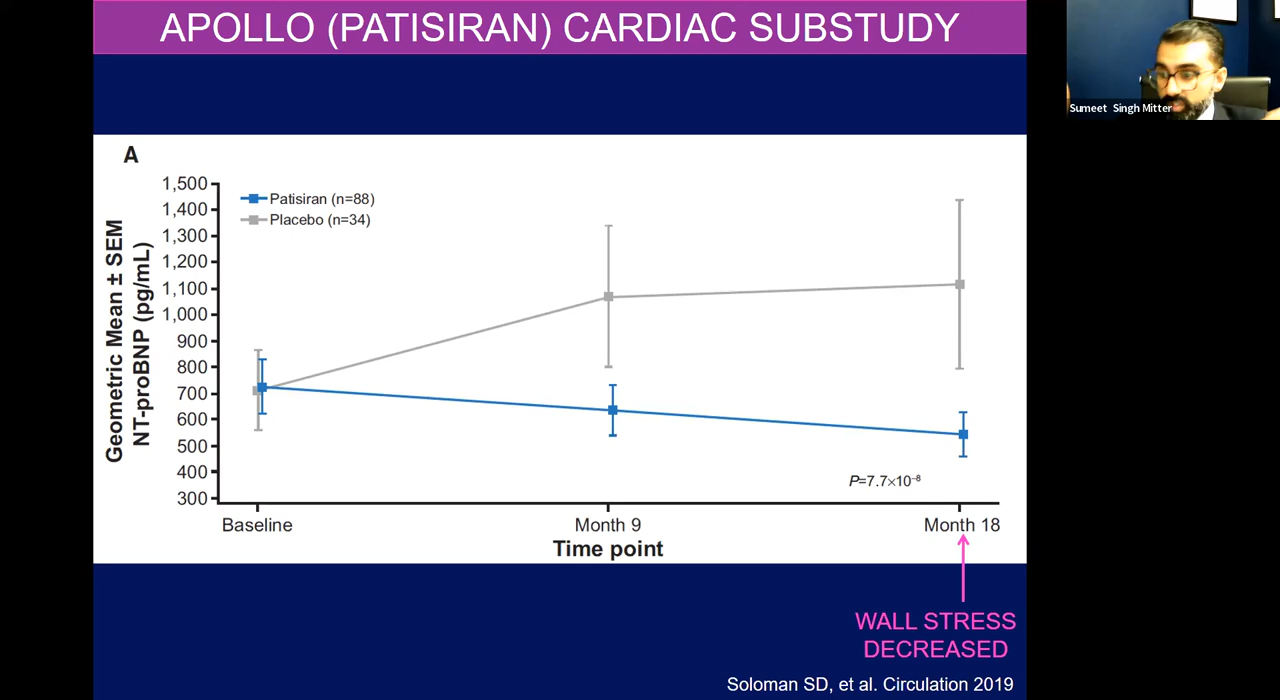 APOLLO (PATISIRAN) CARDIAC SUBSTUDY
Sumeet Singh Mitter
A
Patisiran (n=88)
Placebo (n=34)
Geometric Mean ± SEM
NT-proBNP (pg/mL)
1,500
1,400
1,300
1,200
1,100
1,000
900
800
700
600
500
400
300
P=7.7×10⁻⁸
Baseline
Month 9
Month 18
Time point
WALL STRESS
DECREASED
Soloman SD, et al. Circulation 2019